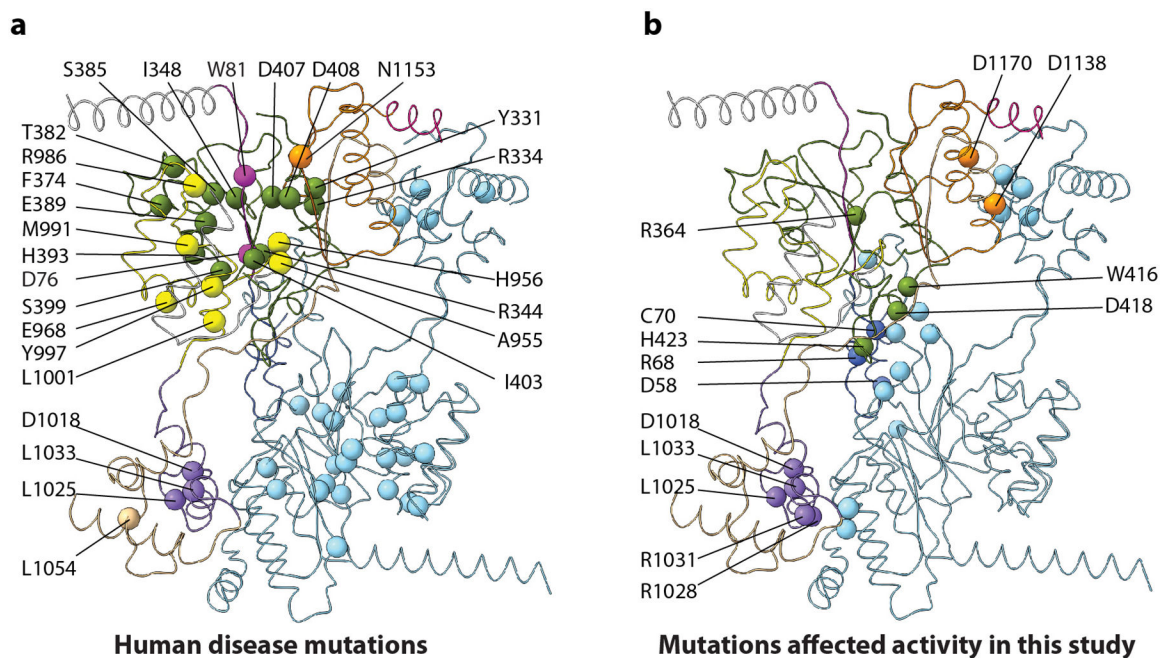 a
S385 I348 W81 D407 D408 N1153
Y331
T382
R986
R334
F374
E389
M991
H393
H956
D76
R344
S399
A955
E968
Y997
I403
L1001
D1018
L1033
L1025
L1054
Human disease mutations
b
D1170 D1138
R364
W416
D418
C70
H423
R68
D58
D1018
L1033
L1025
R1031
R1028
Mutations affected activity in this study